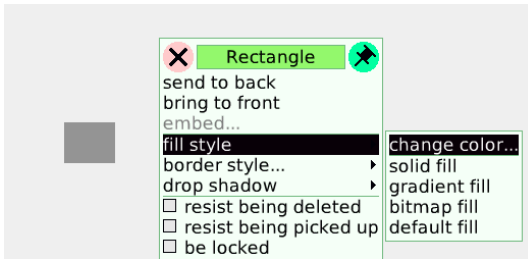 Rectangle
send to back
bring to front
embed...
fill style
border style...
drop shadow
resist being deleted
resist being picked up
be locked
change color...
solid fill
gradient fill
bitmap fill
default fill